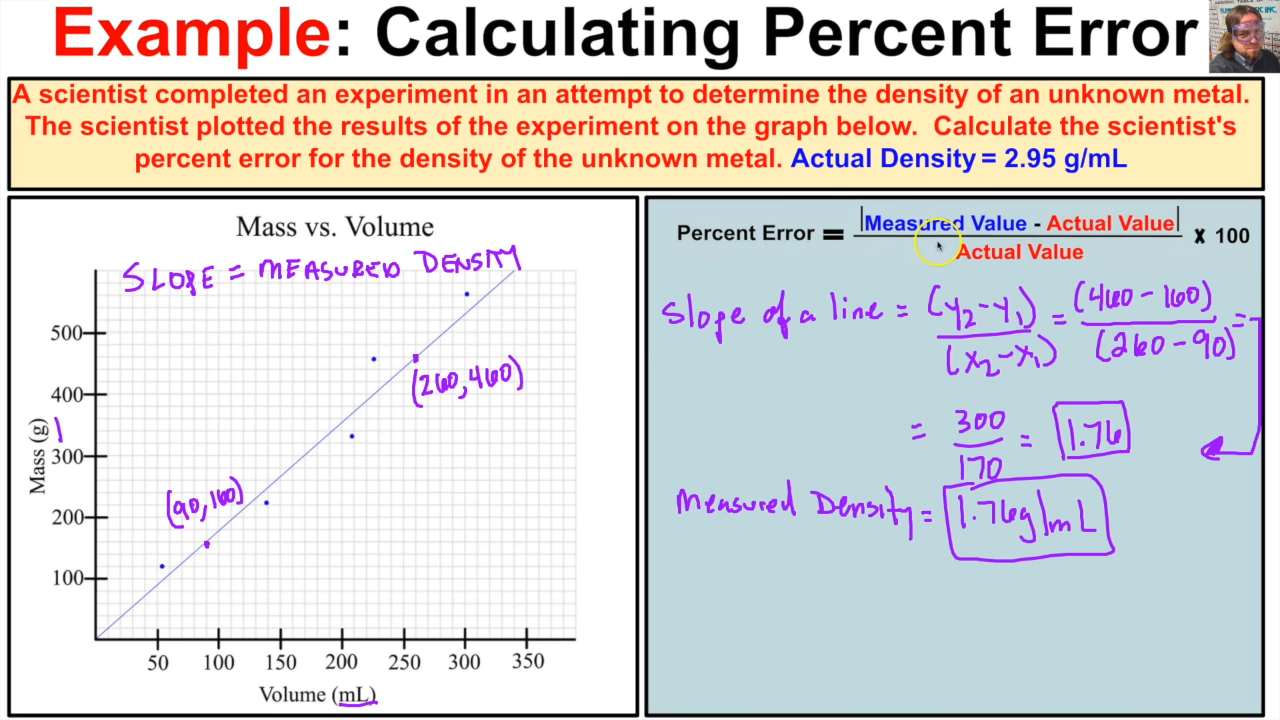 Example: Calculating Percent Error
A scientist completed an experiment in an attempt to determine the density of an unknown metal.
The scientist plotted the results of the experiment on the graph below. Calculate the scientist's
percent error for the density of the unknown metal. Actual Density = 2.95 g/mL
Mass vs. Volume
SLOPE = MEASURED DENSITY
500
400
300
200
100
Mass (g)
(260,460)
(90,160)
50 100 150 200 250 300 350
Volume (mL)
Percent Error = |Measured Value - Actual Value| / Actual Value x 100
Slope of a line = (y₂-y₁) / (x₂-x₁) = (460-160) / (260-90) =
= 300 / 170 = 1.76
Measured Density = 1.76g/mL